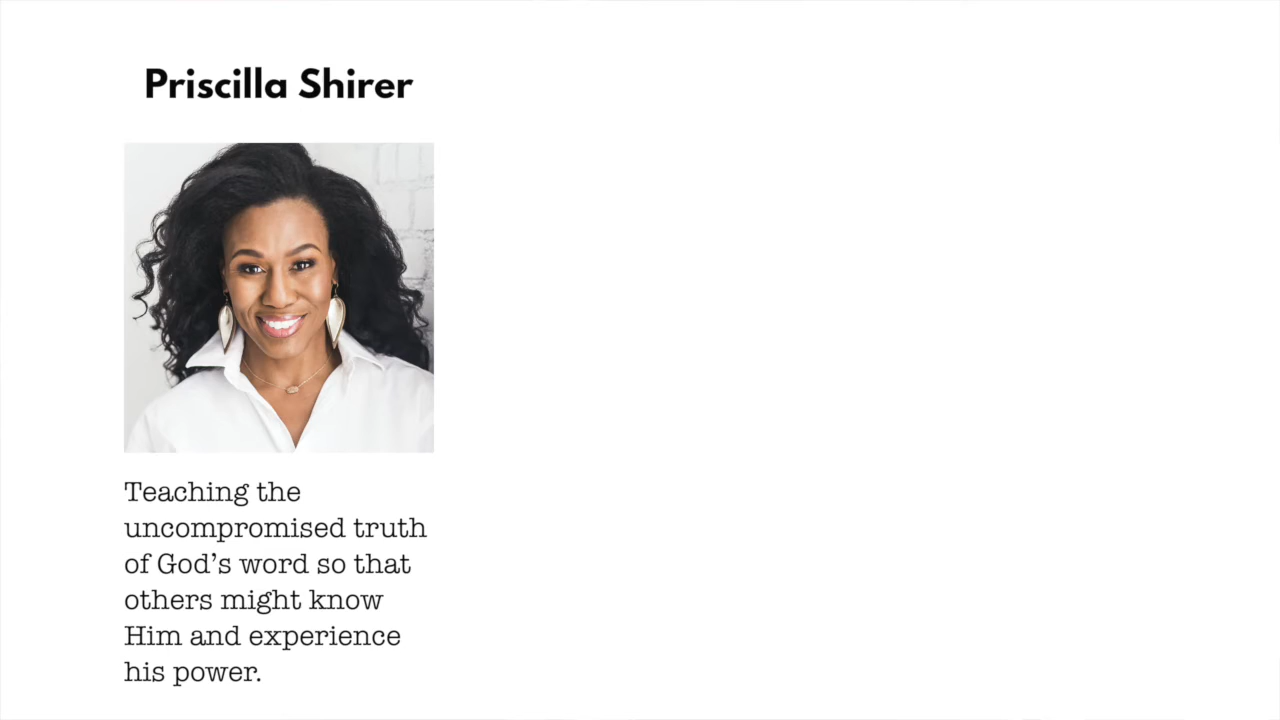 Priscilla Shirer
Teaching the
uncompromised truth
of God’s word so that
others might know
Him and experience
his power.